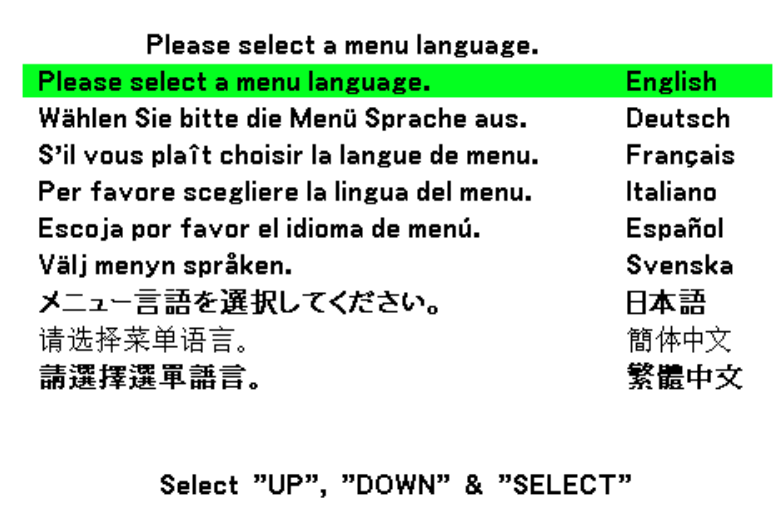 Please select a menu language.
Please select a menu language. English
Wählen Sie bitte die Menü Sprache aus. Deutsch
S'il vous plaît choisir la langue de menu. Français
Per favore scegliere la lingua del menu. Italiano
Escoja por favor el idioma de menú. Español
Välj menyn språken. Svenska
メニュー言語を選択してください。 日本語
请选择菜单语言。 簡体中文
請選擇選單語言。 繁體中文
Select "UP", "DOWN" & "SELECT"